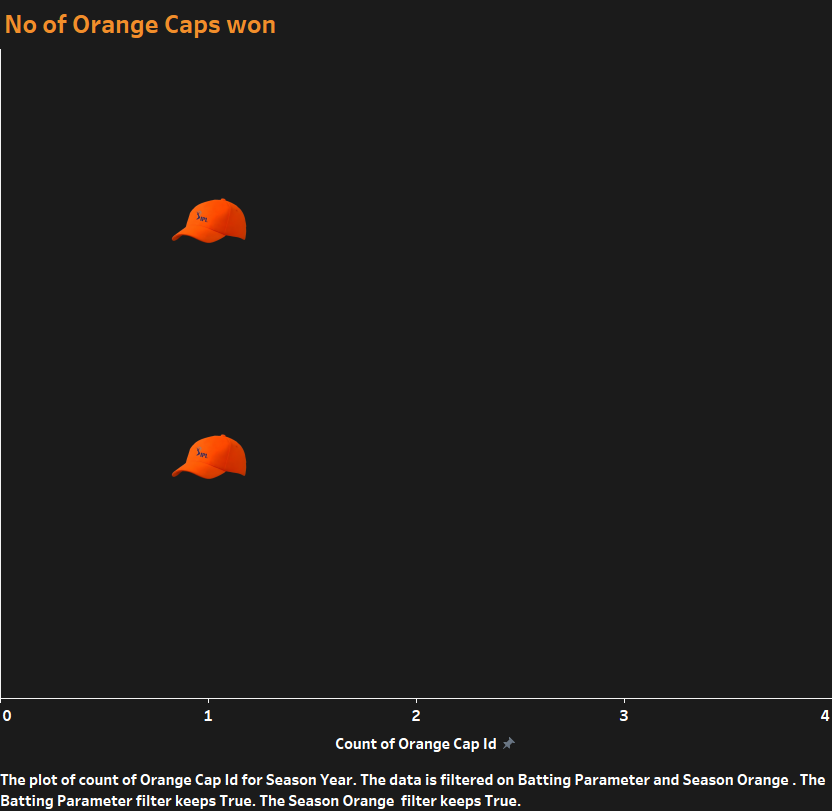 No of Orange Caps won
IPL
IPL
0 1 2 3 4
Count of Orange Cap Id
The plot of count of Orange Cap Id for Season Year. The data is filtered on Batting Parameter and Season Orange . The
Batting Parameter filter keeps True. The Season Orange  filter keeps True.